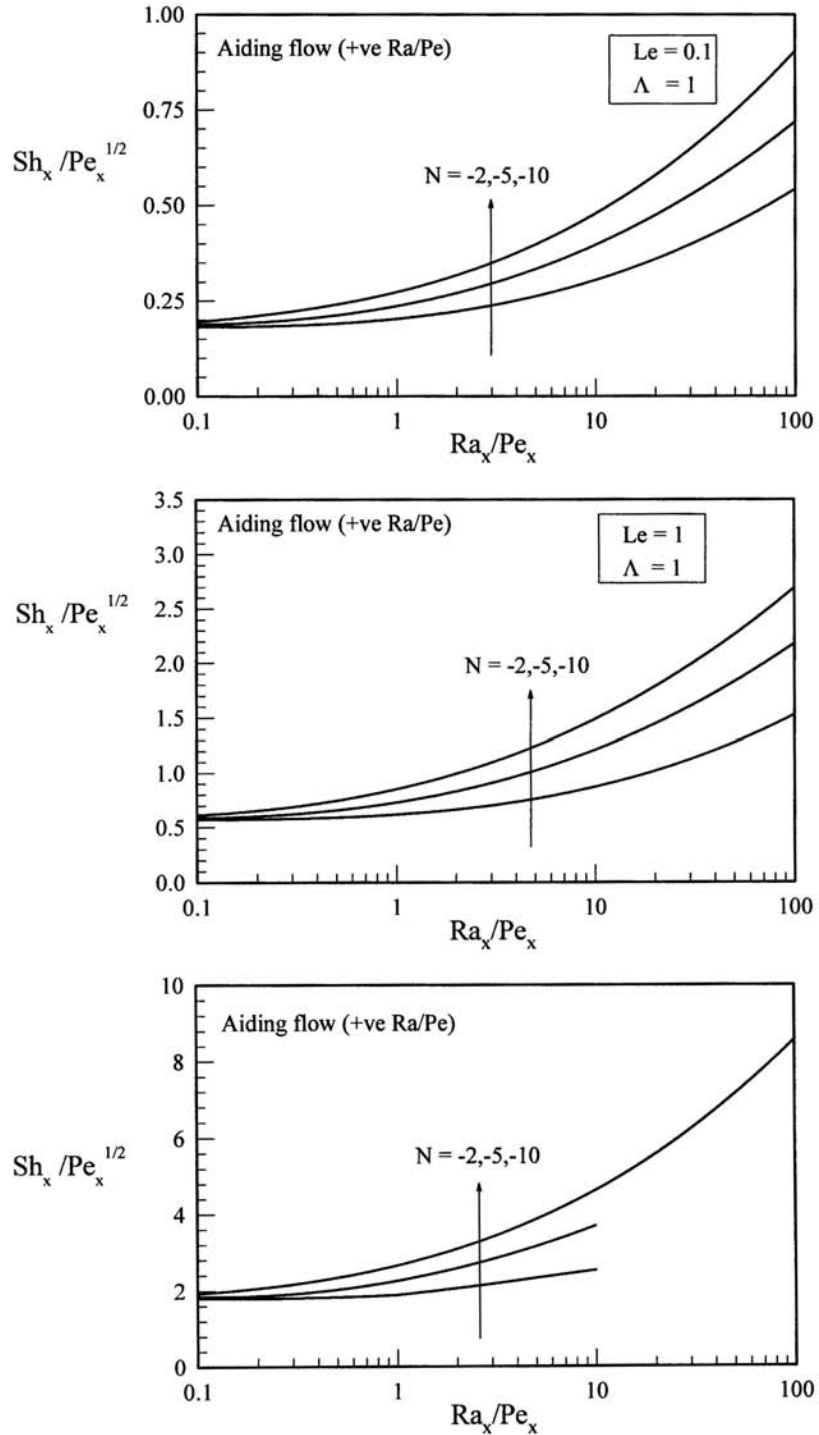 1.00
Aiding flow (+ve Ra/Pe)
Le = 0.1
Λ = 1
0.75
Sh_x /Pe_x^1/2
N = -2,-5,-10
0.50
0.25
0.00
0.1 1 10 100
Ra_x/Pe_x
3.5
Aiding flow (+ve Ra/Pe)
Le = 1
Λ = 1
3.0
2.5
Sh_x /Pe_x^1/2
2.0
N = -2,-5,-10
1.5
1.0
0.5
0.0
0.1 1 10 100
Ra_x/Pe_x
10
Aiding flow (+ve Ra/Pe)
8
6
Sh_x /Pe_x^1/2
N = -2,-5,-10
4
2
0
0.1 1 10 100
Ra_x/Pe_x